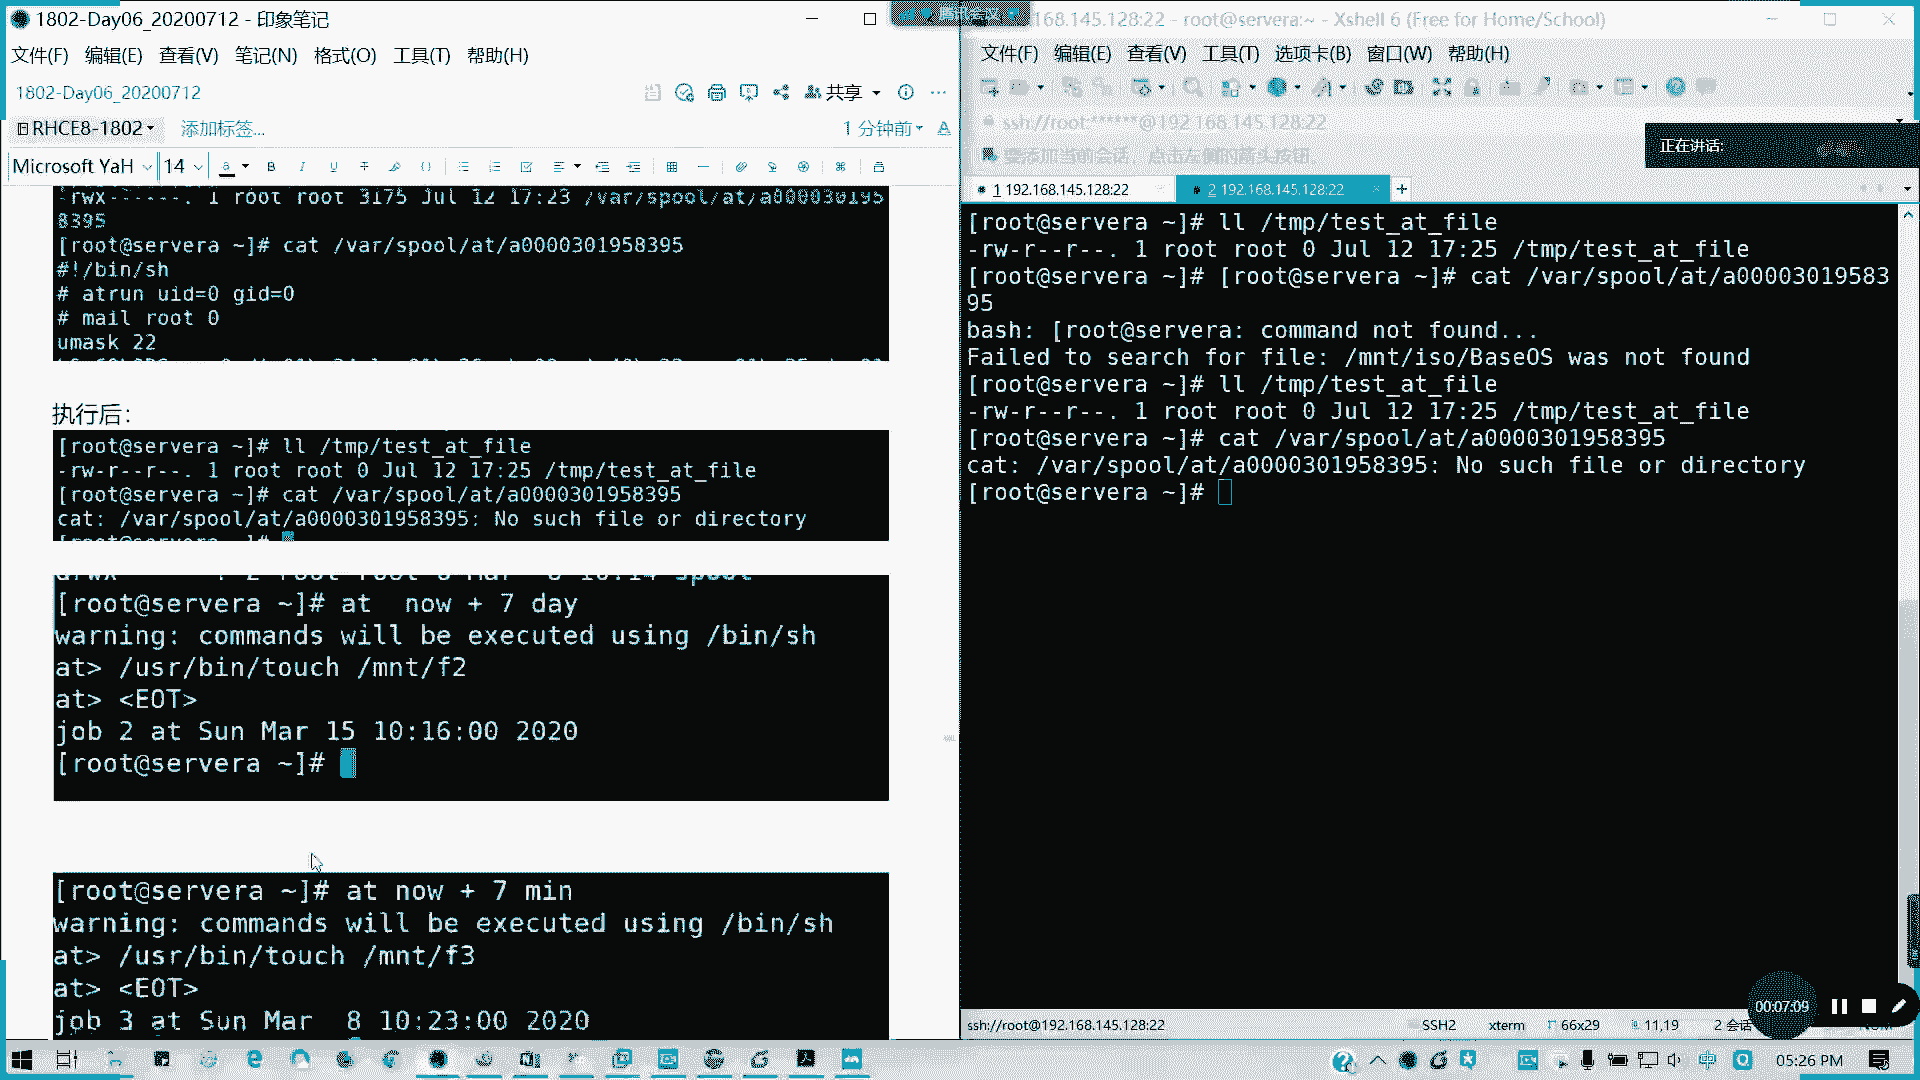 1802-Day06_20200712 - 印象笔记
文件(F) 编辑(E) 查看(V) 笔记(N) 格式(O) 工具(T) 帮助(H)
1802-Day06_20200712
共享
RHCE8-1802
添加标签...
1 分钟前
Microsoft YaH 14
-rwx------. 1 root root 3175 Jul 12 17:23 /var/spool/at/a000030195
8395
[root@servera ~]# cat /var/spool/at/a0000301958395
#!/bin/sh
# atrun uid=0 gid=0
# mail root 0
umask 22
执行后:
[root@servera ~]# ll /tmp/test_at_file
-rw-r--r--. 1 root root 0 Jul 12 17:25 /tmp/test_at_file
[root@servera ~]# cat /var/spool/at/a0000301958395
cat: /var/spool/at/a0000301958395: No such file or directory
[root@servera ~]#
[root@servera ~]# at  now + 7 day
warning: commands will be executed using /bin/sh
at> /usr/bin/touch /mnt/f2
at> <EOT>
job 2 at Sun Mar 15 10:16:00 2020
[root@servera ~]#
[root@servera ~]# at now + 7 min
warning: commands will be executed using /bin/sh
at> /usr/bin/touch /mnt/f3
at> <EOT>
job 3 at Sun Mar  8 10:23:00 2020
腾讯会议
168.145.128:22 - root@servera:~ - Xshell 6 (Free for Home/School)
文件(F) 编辑(E) 查看(V) 工具(T) 选项卡(B) 窗口(W) 帮助(H)
ssh://root:******@192.168.145.128:22
要添加当前会话，点击左侧的箭头按钮。
正在讲话:
1 192.168.145.128:22
2 192.168.145.128:22
[root@servera ~]# ll /tmp/test_at_file
-rw-r--r--. 1 root root 0 Jul 12 17:25 /tmp/test_at_file
[root@servera ~]# [root@servera ~]# cat /var/spool/at/a00003019583
95
bash: [root@servera: command not found...
Failed to search for file: /mnt/iso/BaseOS was not found
[root@servera ~]# ll /tmp/test_at_file
-rw-r--r--. 1 root root 0 Jul 12 17:25 /tmp/test_at_file
[root@servera ~]# cat /var/spool/at/a0000301958395
cat: /var/spool/at/a0000301958395: No such file or directory
[root@servera ~]#
00:07:09
ssh://root@192.168.145.128:22 SSH2 xterm 66x29 11,19 2 会话
05:26 PM